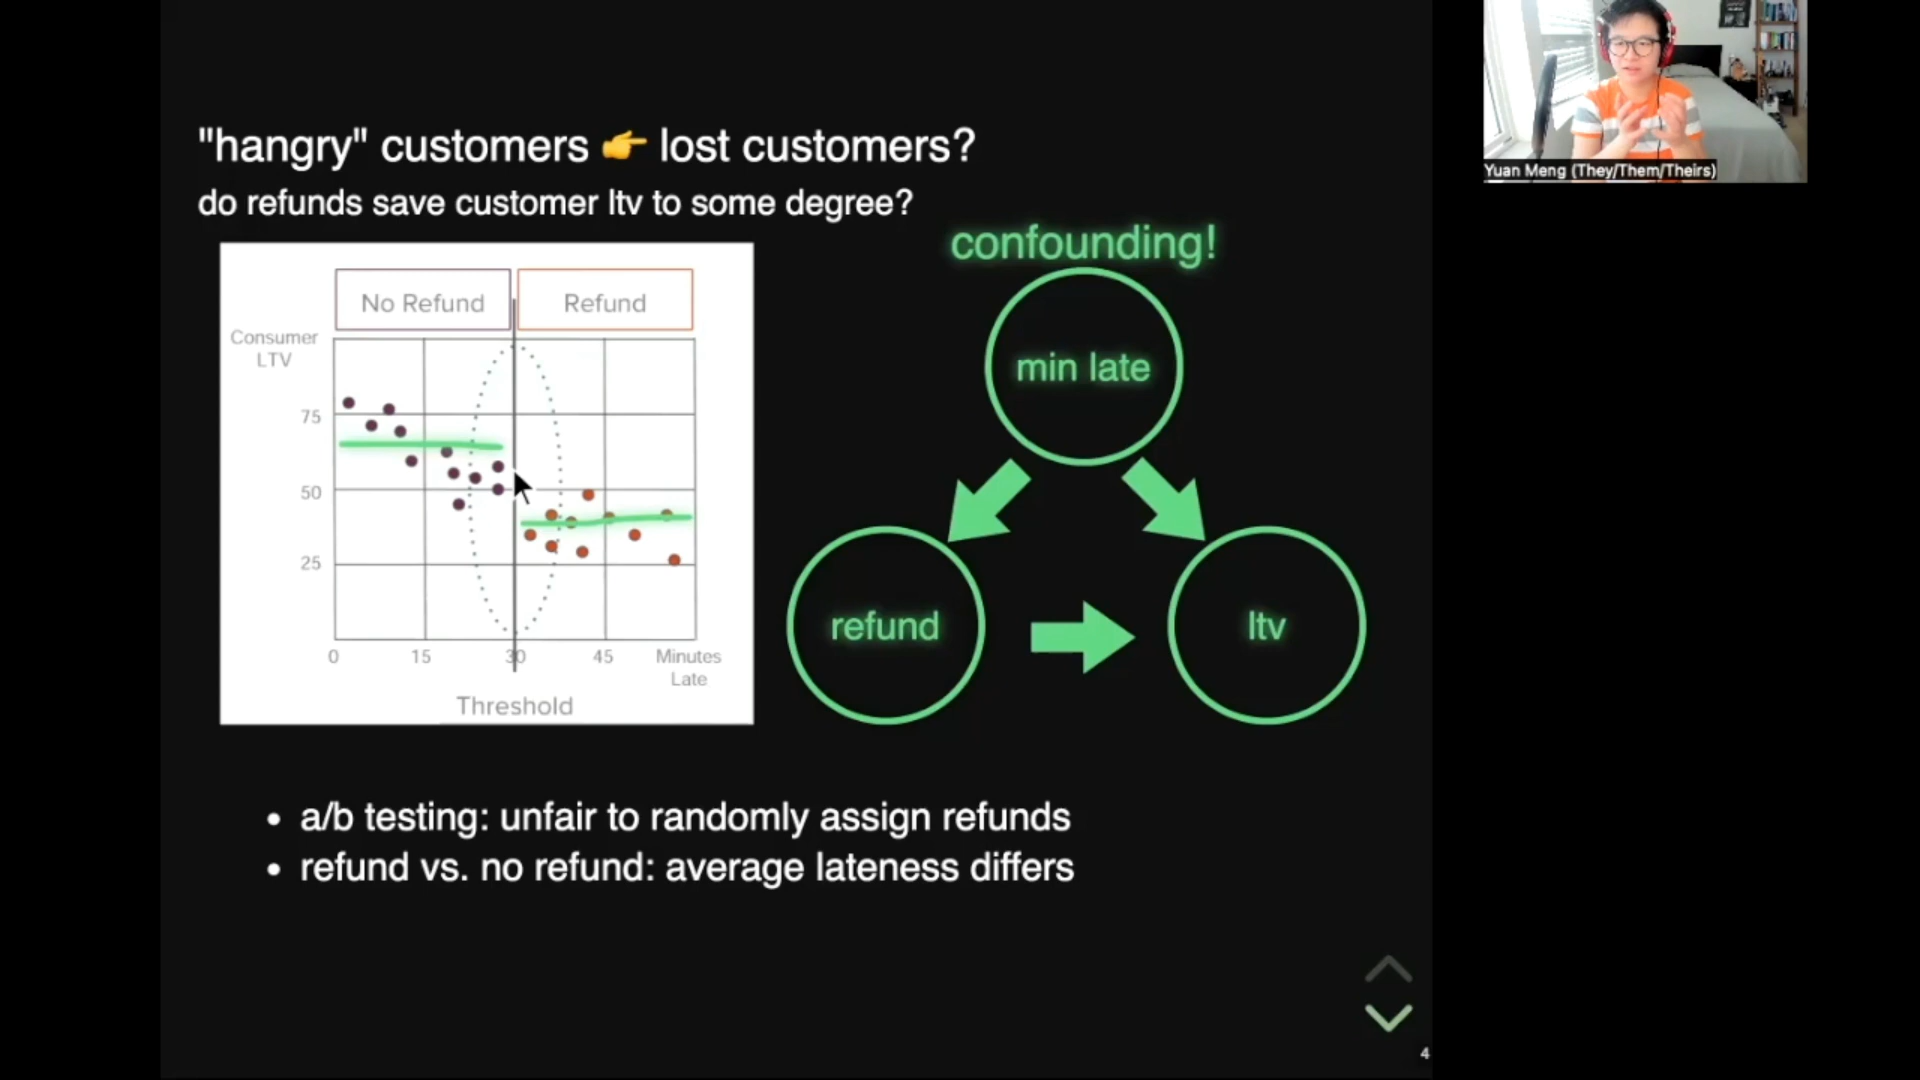 "hangry" customers 👉 lost customers?
do refunds save customer ltv to some degree?
No Refund
Refund
Consumer
LTV
75
50
25
0
15
30
45
Minutes
Late
Threshold
confounding!
min late
refund
ltv
• a/b testing: unfair to randomly assign refunds
• refund vs. no refund: average lateness differs
4
Yuan Meng (They/Them/Theirs)